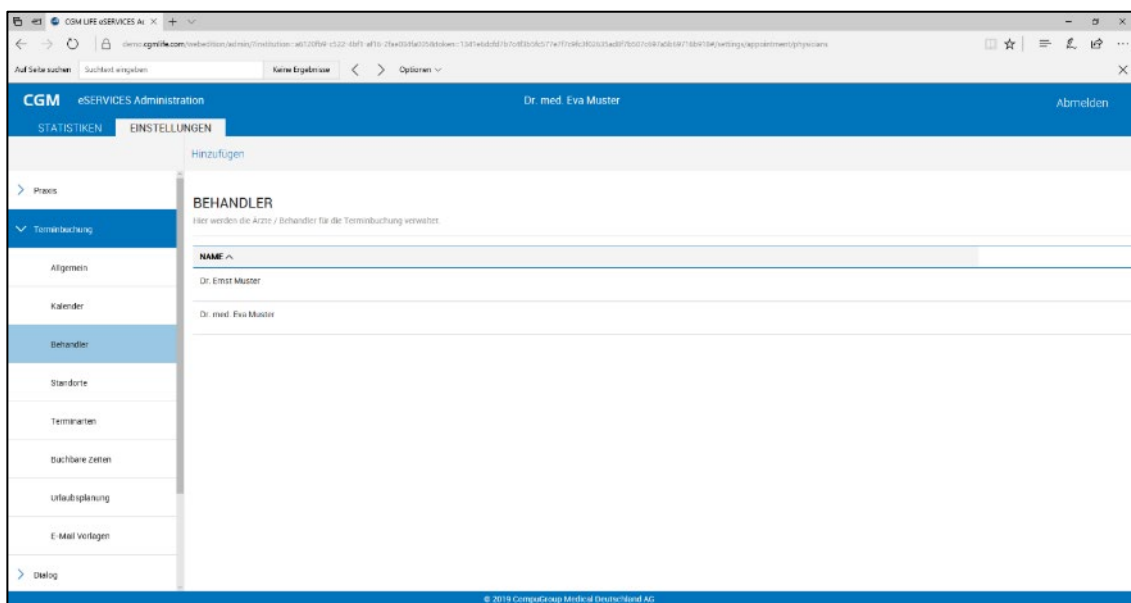 CGM LIFE eSERVICES Ac
Auf Seite suchen Suchtext eingeben Keine Ergebnisse Optionen
CGM eSERVICES Administration Dr. med. Eva Muster Abmelden
STATISTIKEN EINSTELLUNGEN
Hinzufügen
Praxis
BEHANDLER
Hier werden die Ärzte / Behandler für die Terminbuchung verwaltet.
Terminbuchung
NAME
Allgemein
Dr. Ernst Muster
Kalender
Dr. med. Eva Muster
Behandler
Standorte
Terminarten
Buchbare Zeiten
Urlaubsplanung
E-Mail Vorlagen
Dialog
© 2019 CompuGroup Medical Deutschland AG